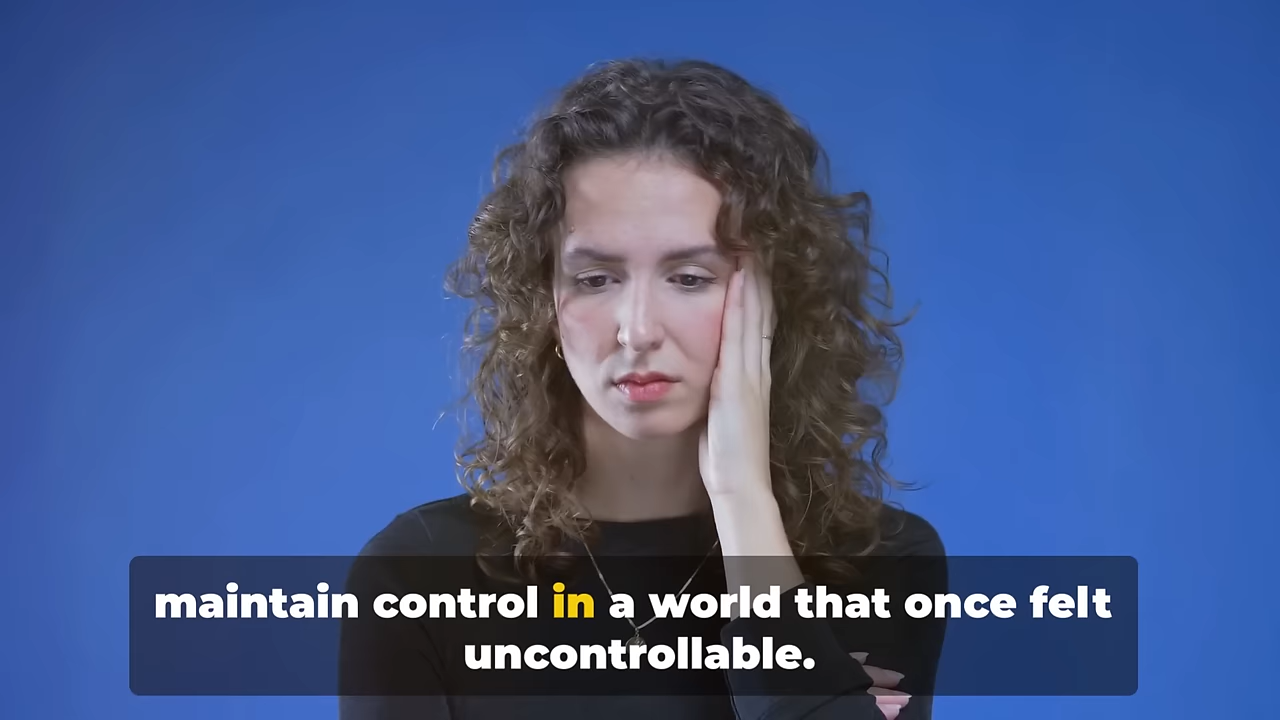 maintain control in a world that once felt
uncontrollable.